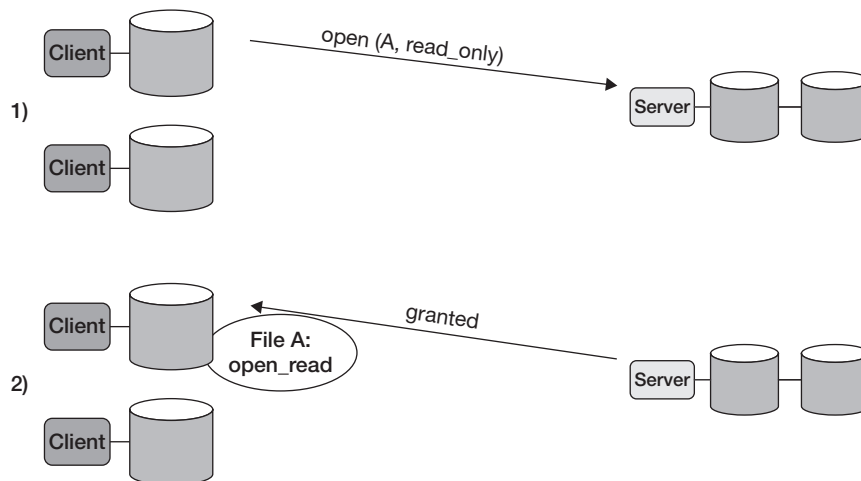 Client
open (A, read_only)
Server
1)
Client
Client
granted
File A:
open_read
Server
2)
Client